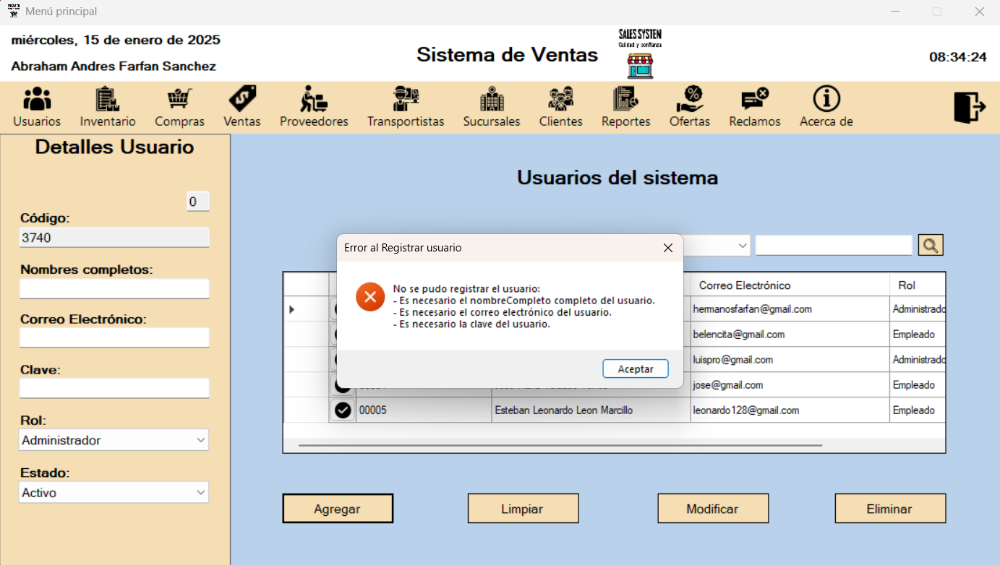 Menú principal
miércoles, 15 de enero de 2025
Abraham Andres Farfan Sanchez
Sistema de Ventas
SALES SYSTEN
Calidad y confianza
08:34:24
Usuarios
Inventario
Compras
Ventas
Proveedores
Transportistas
Sucursales
Clientes
Reportes
Ofertas
Reclamos
Acerca de
Detalles Usuario
0
Código:
3740
Nombres completos:
Correo Electrónico:
Clave:
Rol:
Administrador
Estado:
Activo
Usuarios del sistema
Error al Registrar usuario
No se pudo registrar el usuario:
- Es necesario el nombreCompleto completo del usuario.
- Es necesario el correo electrónico del usuario.
- Es necesario la clave del usuario.
Aceptar
Correo Electrónico Rol
hermanosfarfan@gmail.com Administrado
belencita@gmail.com Empleado
luispro@gmail.com Administrado
jose@gmail.com Empleado
00005 Esteban Leonardo Leon Marcillo leonardo128@gmail.com Empleado
Agregar
Limpiar
Modificar
Eliminar